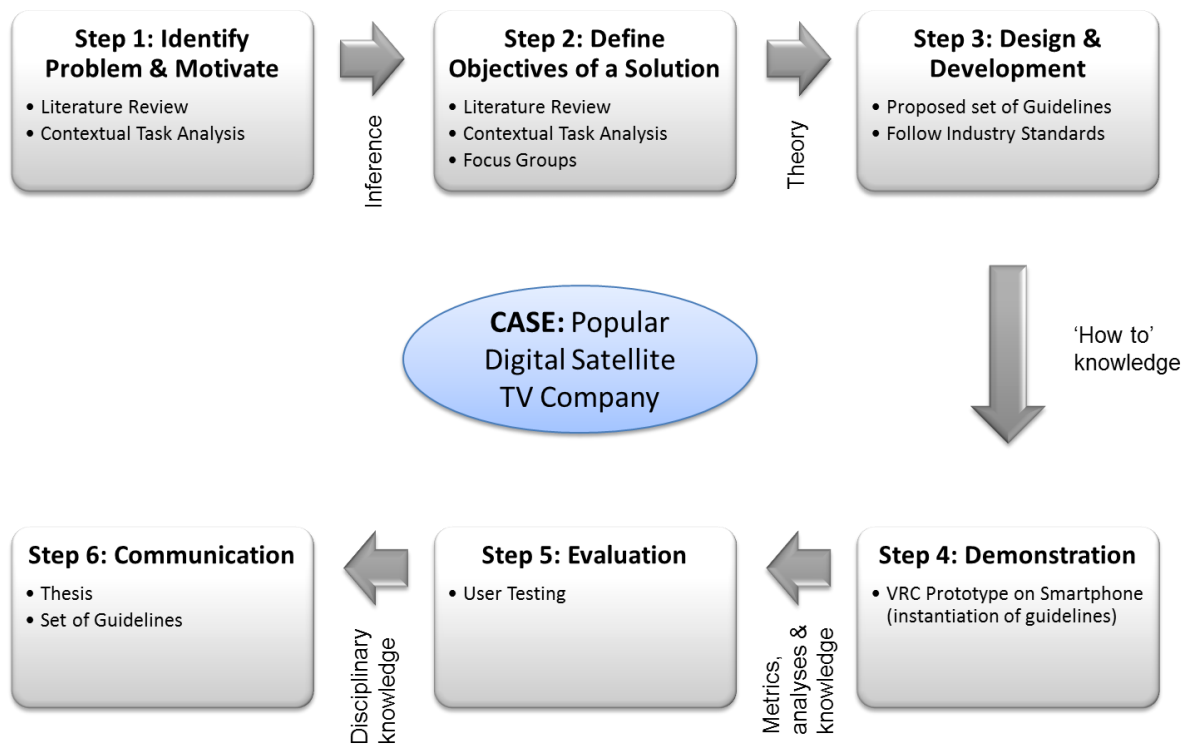 Step 1: Identify
Problem & Motivate
• Literature Review
• Contextual Task Analysis
Inference
Step 2: Define
Objectives of a Solution
• Literature Review
• Contextual Task Analysis
• Focus Groups
Theory
Step 3: Design &
Development
• Proposed set of Guidelines
• Follow Industry Standards
‘How to’
knowledge
CASE: Popular
Digital Satellite
TV Company
Step 4: Demonstration
• VRC Prototype on Smartphone
(instantiation of guidelines)
Metrics,
analyses &
knowledge
Step 5: Evaluation
• User Testing
Disciplinary
knowledge
Step 6: Communication
• Thesis
• Set of Guidelines